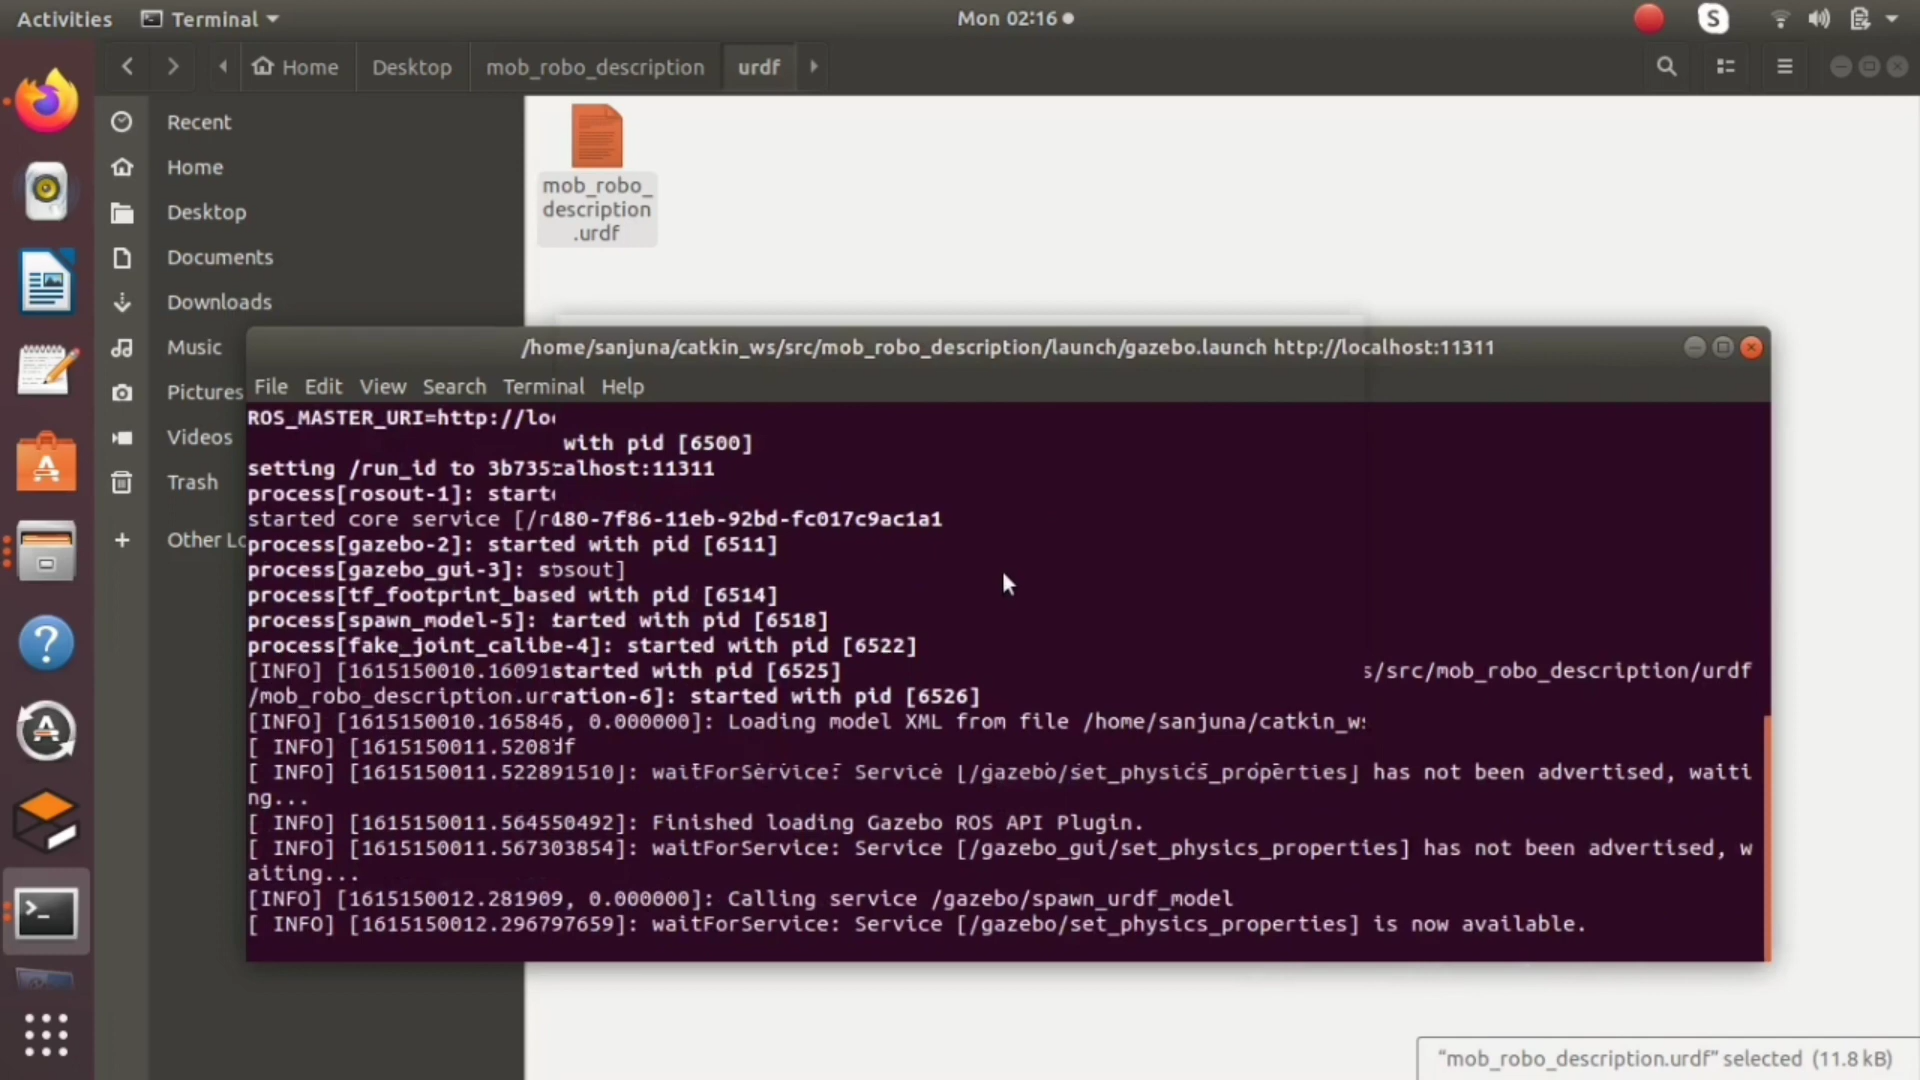 Activities Terminal Mon 02:16
Home Desktop mob_robo_description urdf
Recent
Home
Desktop
Documents
Downloads
Music
Pictures
Videos
Trash
Other Lo
mob_robo_
description
.urdf
/home/sanjuna/catkin_ws/src/mob_robo_description/launch/gazebo.launch http://localhost:11311
File Edit View Search Terminal Help
ROS_MASTER_URI=http://lo
with pid [6500]
setting /run_id to 3b735 calhost:11311
process[rosout-1]: start
started core service [/r 180-7f86-11eb-92bd-fc017c9ac1a1
process[gazebo-2]: started with pid [6511]
process[gazebo_gui-3]: s osout]
process[tf_footprint_based with pid [6514]
process[spawn_model-5]: tarted with pid [6518]
process[fake_joint_calibe-4]: started with pid [6522]
[INFO] [1615150010.16091 started with pid [6525] s/src/mob_robo_description/urdf
/mob_robo_description.ur ration-6]: started with pid [6526]
[INFO] [1615150010.165846, 0.000000]: Loading model XML from file /home/sanjuna/catkin_ws
[ INFO] [1615150011.5208 df
[ INFO] [1615150011.522891510]: waitForService: Service [/gazebo/set_physics_properties] has not been advertised, waiti
ng...
[ INFO] [1615150011.564550492]: Finished loading Gazebo ROS API Plugin.
[ INFO] [1615150011.567303854]: waitForService: Service [/gazebo_gui/set_physics_properties] has not been advertised, w
aiting...
[INFO] [1615150012.281909, 0.000000]: Calling service /gazebo/spawn_urdf_model
[ INFO] [1615150012.296797659]: waitForService: Service [/gazebo/set_physics_properties] is now available.
"mob_robo_description.urdf" selected (11.8 kB)